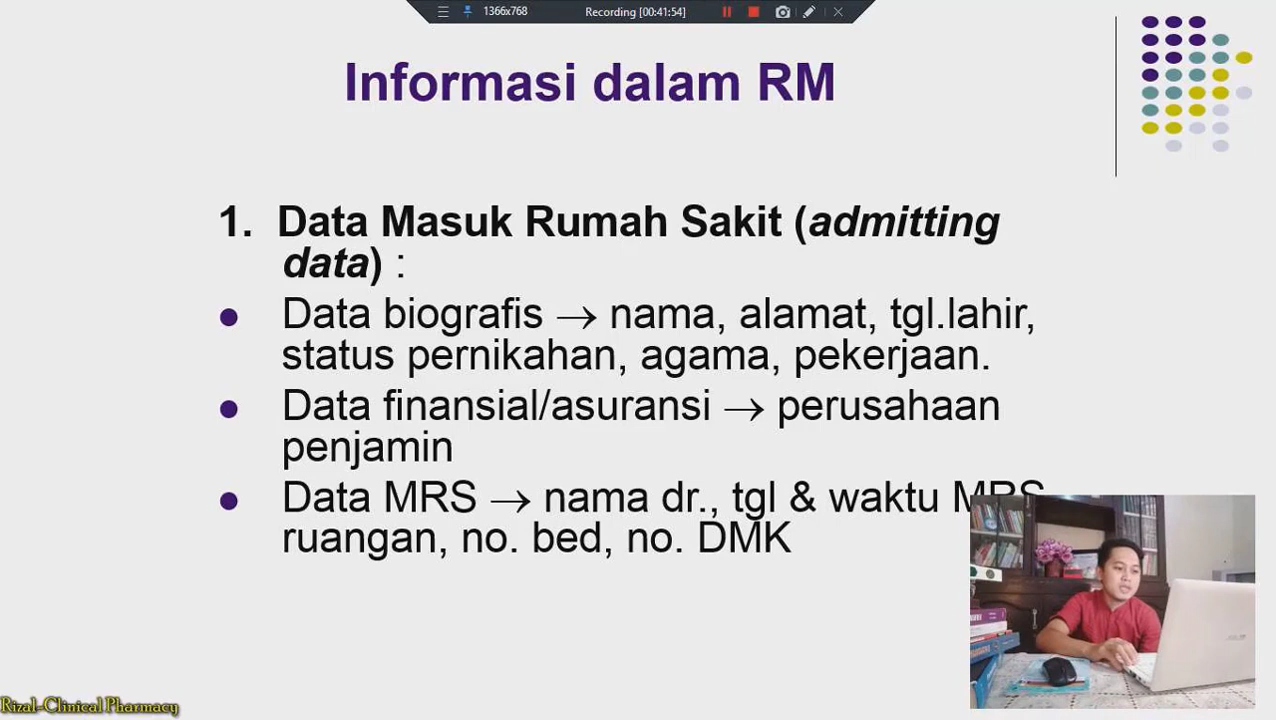 1366x768
Recording [00:41:54]
Informasi dalam RM
1. Data Masuk Rumah Sakit (admitting
data) :
● Data biografis → nama, alamat, tgl.lahir,
status pernikahan, agama, pekerjaan.
● Data finansial/asuransi → perusahaan
penjamin
● Data MRS → nama dr., tgl & waktu MRS
ruangan, no. bed, no. DMK
Rizal-Clinical Pharmacy